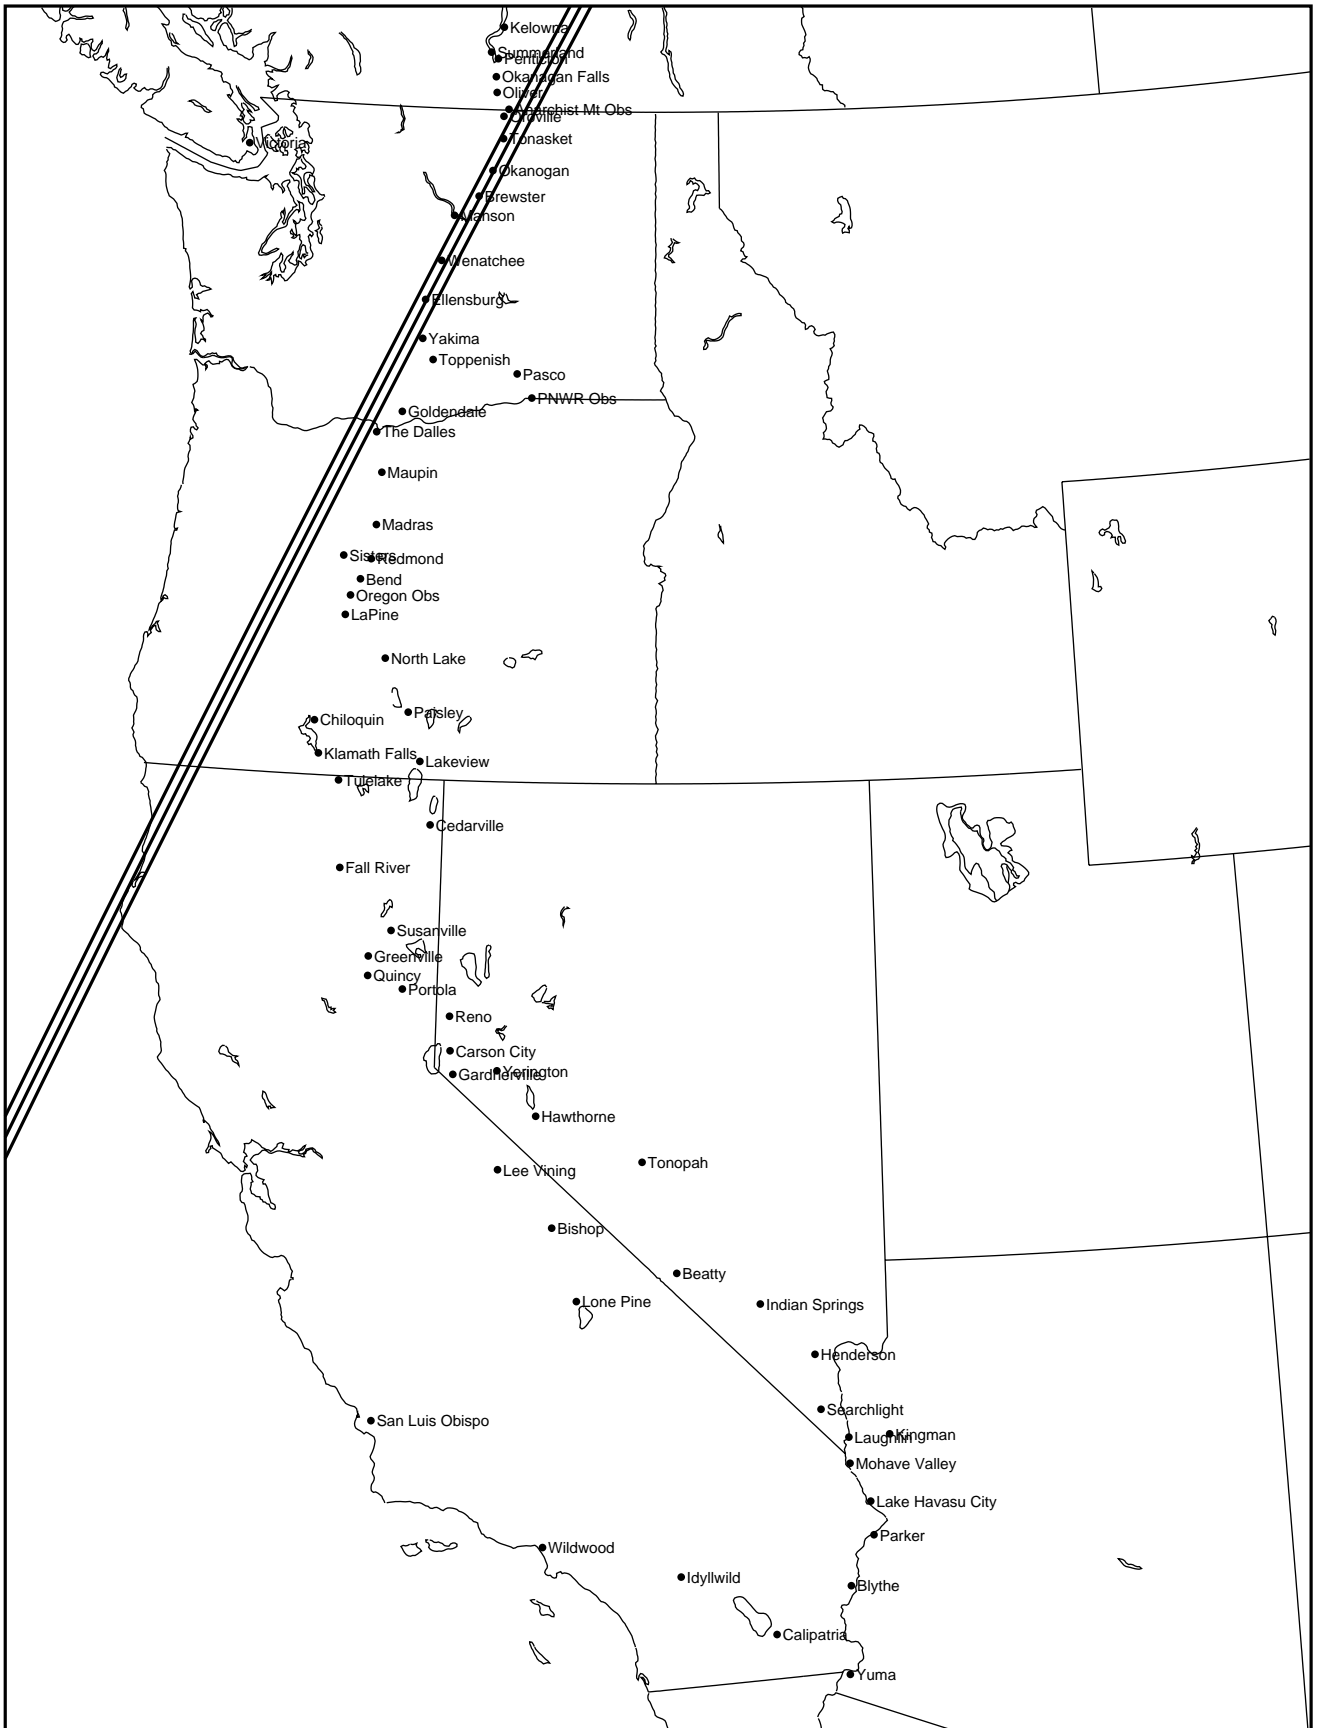 Kelowna
Summerland
Penticton
Okanagan Falls
Oliver
Anarchist Mt Obs
Oroville
Tonasket
Victoria
Okanogan
Brewster
Manson
Wenatchee
Ellensburg
Yakima
Toppenish
Pasco
PNWR Obs
Goldendale
The Dalles
Maupin
Madras
Sisters
Redmond
Bend
Oregon Obs
LaPine
North Lake
Paisley
Chiloquin
Klamath Falls
Lakeview
Tulelake
Cedarville
Fall River
Susanville
Greenville
Quincy
Portola
Reno
Carson City
Yerington
Gardnerville
Hawthorne
Tonopah
Lee Vining
Bishop
Beatty
Lone Pine
Indian Springs
Henderson
Searchlight
San Luis Obispo
Kingman
Laughlin
Mohave Valley
Lake Havasu City
Parker
Wildwood
Idyllwild
Blythe
Calipatria
Yuma